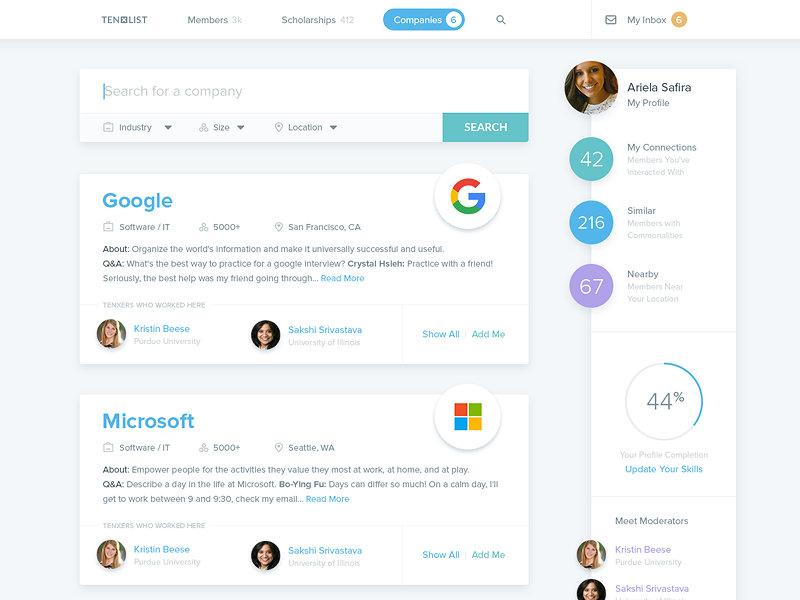 TENXLIST
Members 3k
Scholarships 412
Companies 6
My Inbox 6
Search for a company
Industry
Size
Location
SEARCH
Google
Software / IT
5000+
San Francisco, CA
About: Organize the world's information and make it universally successful and useful.
Q&A: What's the best way to practice for a google interview? Crystal Hsieh: Practice with a friend!
Seriously, the best help was my friend going through... Read More
TENXERS WHO WORKED HERE
Kristin Beese
Purdue University
Sakshi Srivastava
University of Illinois
Show All | Add Me
Microsoft
Software / IT
5000+
Seattle, WA
About: Empower people for the activities they value they most at work, at home, and at play.
Q&A: Describe a day in the life at Microsoft. Bo-Ying Fu: Days can differ so much! On a calm day, I'll
get to work between 9 and 9:30, check my email... Read More
TENXERS WHO WORKED HERE
Kristin Beese
Purdue University
Sakshi Srivastava
University of Illinois
Show All | Add Me
Ariela Safira
My Profile
42
My Connections
Members You've
Interacted With
216
Similar
Members with
Commonalities
67
Nearby
Members Near
Your Location
44%
Your Profile Completion
Update Your Skills
Meet Moderators
Kristin Beese
Purdue University
Sakshi Srivastava